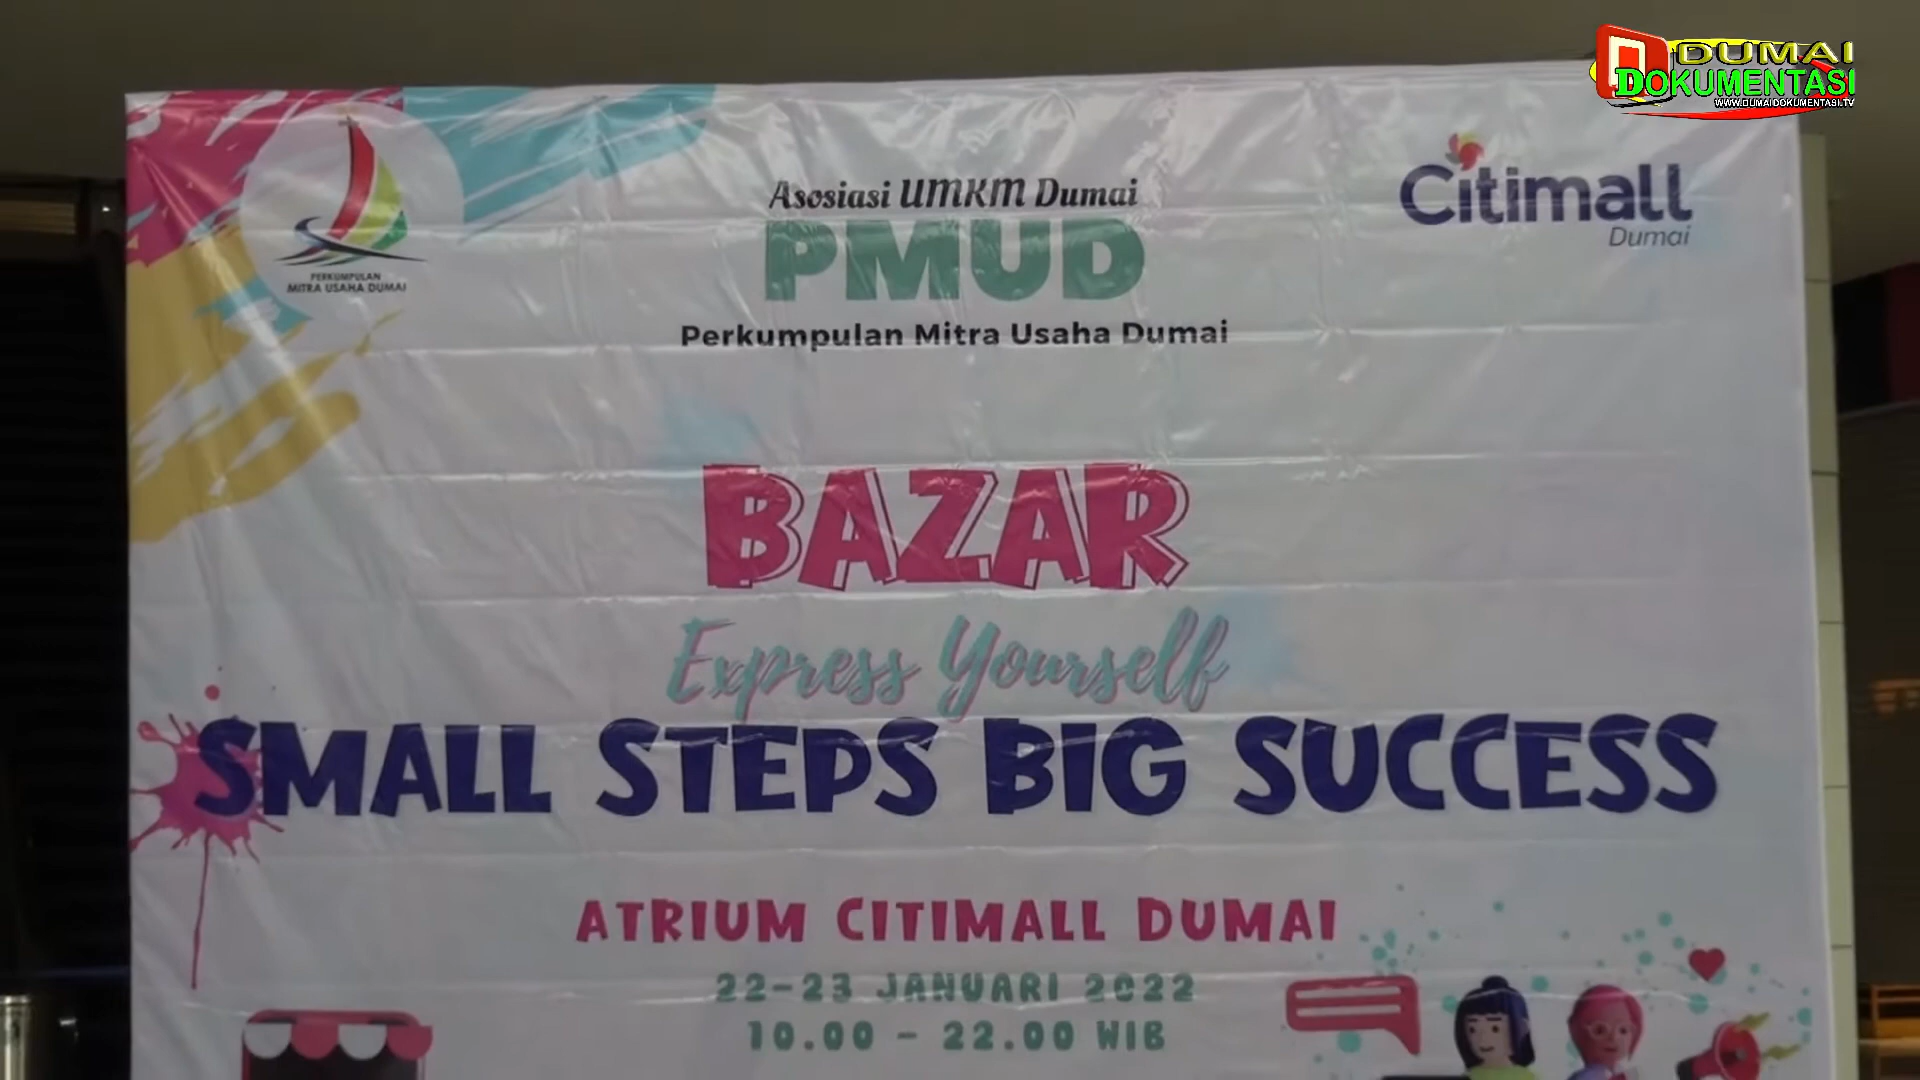 DUMAI
DOKUMENTASI
WWW.DUMAIDOKUMENTASI.TV
PERKUMPULAN
MITRA USAHA DUMAI
Asosiasi UMKM Dumai
PMUD
Perkumpulan Mitra Usaha Dumai
Citimall
Dumai
BAZAR
Express Yourself
SMALL STEPS BIG SUCCESS
ATRIUM CITIMALL DUMAI
22-23 JANUARI 2022
10.00 - 22.00 WIB